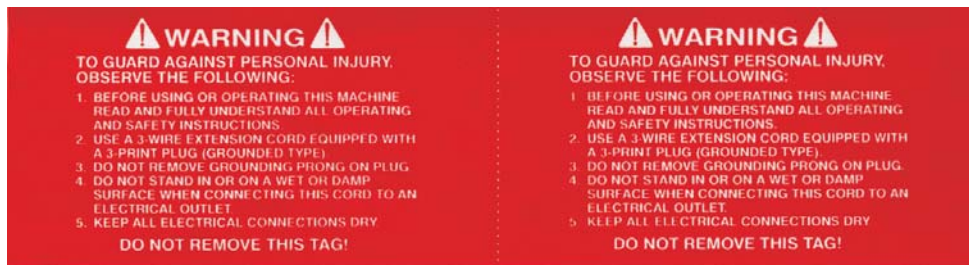 WARNING
TO GUARD AGAINST PERSONAL INJURY,
OBSERVE THE FOLLOWING:
1. BEFORE USING OR OPERATING THIS MACHINE
READ AND FULLY UNDERSTAND ALL OPERATING
AND SAFETY INSTRUCTIONS
2. USE A 3-WIRE EXTENSION CORD EQUIPPED WITH
A 3-PRINT PLUG (GROUNDED TYPE)
3. DO NOT REMOVE GROUNDING PRONG ON PLUG
4. DO NOT STAND IN OR ON A WET OR DAMP
SURFACE WHEN CONNECTING THIS CORD TO AN
ELECTRICAL OUTLET
5. KEEP ALL ELECTRICAL CONNECTIONS DRY
DO NOT REMOVE THIS TAG!
WARNING
TO GUARD AGAINST PERSONAL INJURY,
OBSERVE THE FOLLOWING:
1 BEFORE USING OR OPERATING THIS MACHINE
READ AND FULLY UNDERSTAND ALL OPERATING
AND SAFETY INSTRUCTIONS.
2. USE A 3-WIRE EXTENSION CORD EQUIPPED WITH
A 3-PRINT PLUG (GROUNDED TYPE).
3. DO NOT REMOVE GROUNDING PRONG ON PLUG.
4. DO NOT STAND IN OR ON A WET OR DAMP
SURFACE WHEN CONNECTING THIS CORD TO AN
ELECTRICAL OUTLET.
5 KEEP ALL ELECTRICAL CONNECTIONS DRY
DO NOT REMOVE THIS TAG!